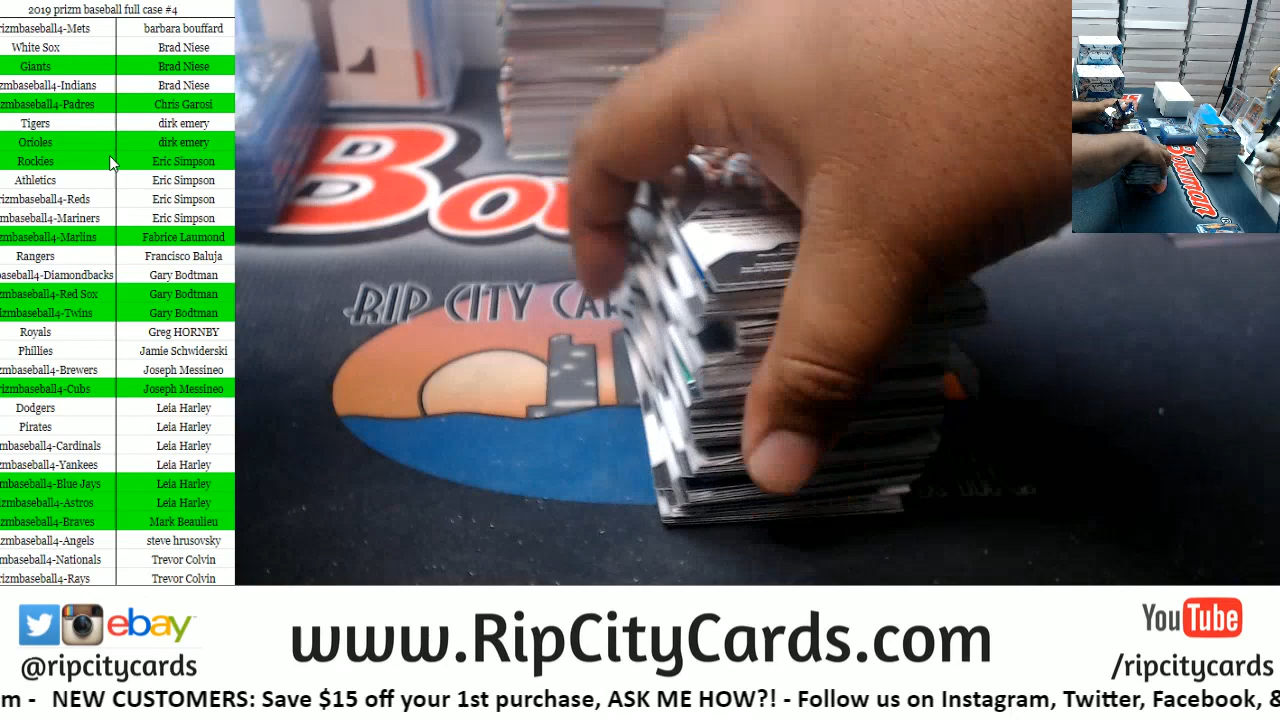 2019 prizm baseball full case #4
rizmbaseball4-Mets barbara bouffard
White Sox Brad Niese
Giants Brad Niese
zmbaseball4-Indians Brad Niese
zmbaseball4-Padres Chris Garosi
Tigers dirk emery
Orioles dirk emery
Rockies Eric Simpson
Athletics Eric Simpson
rizmbaseball4-Reds Eric Simpson
mbaseball4-Mariners Eric Simpson
zmbaseball4-Marlins Fabrice Laumond
Rangers Francisco Baluja
baseball4-Diamondbacks Gary Bodtman
zmbaseball4-Red Sox Gary Bodtman
zmbaseball4-Twins Gary Bodtman
Royals Greg HORNBY
Phillies Jamie Schwiderski
zmbaseball4-Brewers Joseph Messineo
rizmbaseball4-Cubs Joseph Messineo
Dodgers Leia Harley
Pirates Leia Harley
mbaseball4-Cardinals Leia Harley
zmbaseball4-Yankees Leia Harley
zmbaseball4-Blue Jays Leia Harley
zmbaseball4-Astros Leia Harley
zmbaseball4-Braves Mark Beaulieu
zmbaseball4-Angels steve hrusovsky
mbaseball4-Nationals Trevor Colvin
rizmbaseball4-Rays Trevor Colvin
Bow
RIP CITY CAR
Bowman
ebay
@ripcitycards
www.RipCityCards.com
YouTube
/ripcitycards
m - NEW CUSTOMERS: Save $15 off your 1st purchase, ASK ME HOW?! - Follow us on Instagram, Twitter, Facebook, &